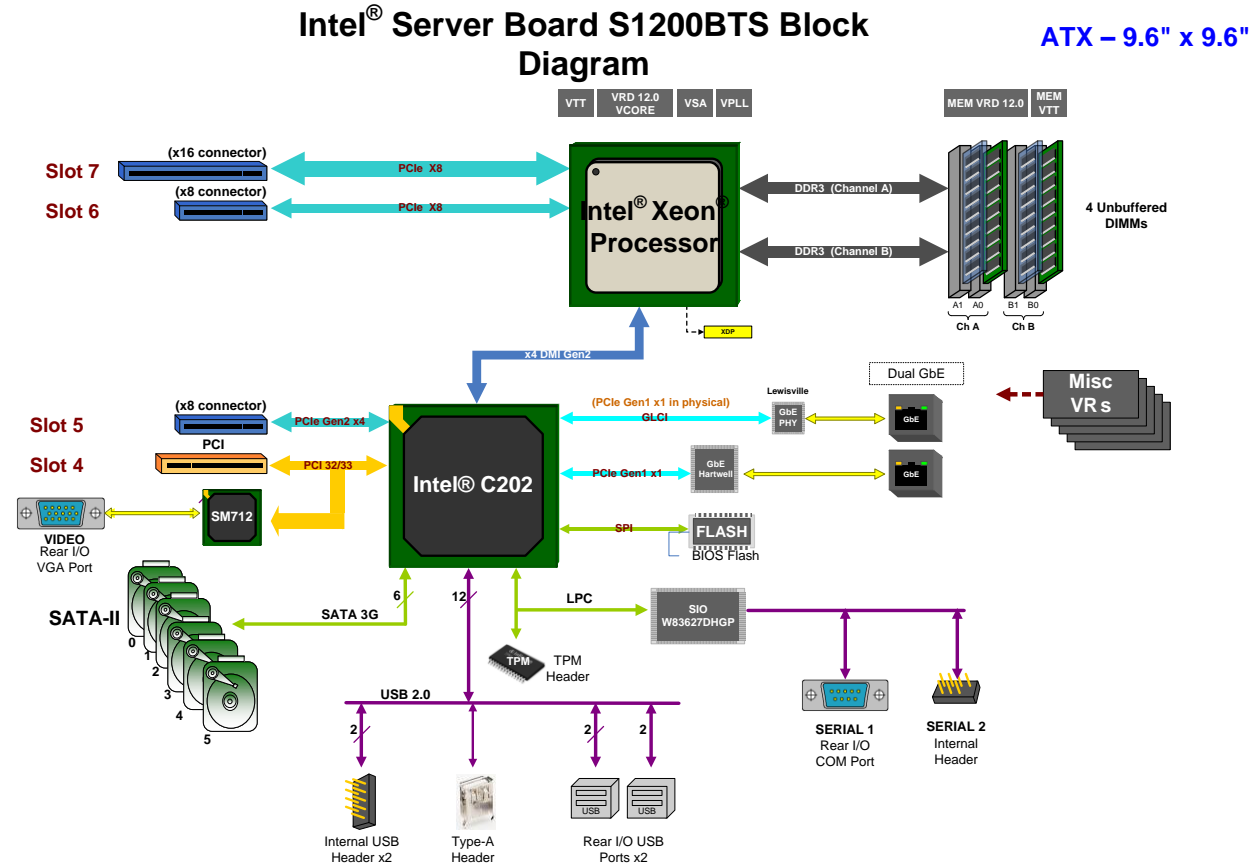 Intel® Server Board S1200BTS Block
Diagram
ATX – 9.6" x 9.6"
VTT
VRD 12.0
VCORE
VSA
VPLL
MEM VRD 12.0
MEM
VTT
(x16 connector)
Slot 7
PCIe X8
(x8 connector)
Slot 6
PCIe X8
Intel® Xeon®
Processor
DDR3 (Channel A)
DDR3 (Channel B)
4 Unbuffered
DIMMs
A1
A0
B1
B0
Ch A
Ch B
XDP
x4 DMI Gen2
Dual GbE
Misc
VRs
(x8 connector)
Slot 5
PCIe Gen2 x4
PCI
Slot 4
PCI 32/33
Intel® C202
(PCIe Gen1 x1 in physical)
GLCI
Lewisville
GbE
PHY
GbE
PCIe Gen1 x1
GbE
Hartwell
GbE
SPI
FLASH
BIOS Flash
SM712
VIDEO
Rear I/O
VGA Port
SATA-II
0
1
2
3
4
5
SATA 3G
6
12
LPC
SIO
W83627DHGP
TPM
TPM
Header
USB 2.0
2
2
2
SERIAL 1
Rear I/O
COM Port
SERIAL 2
Internal
Header
USB
USB
Internal USB
Header x2
Type-A
Header
Rear I/O USB
Ports x2